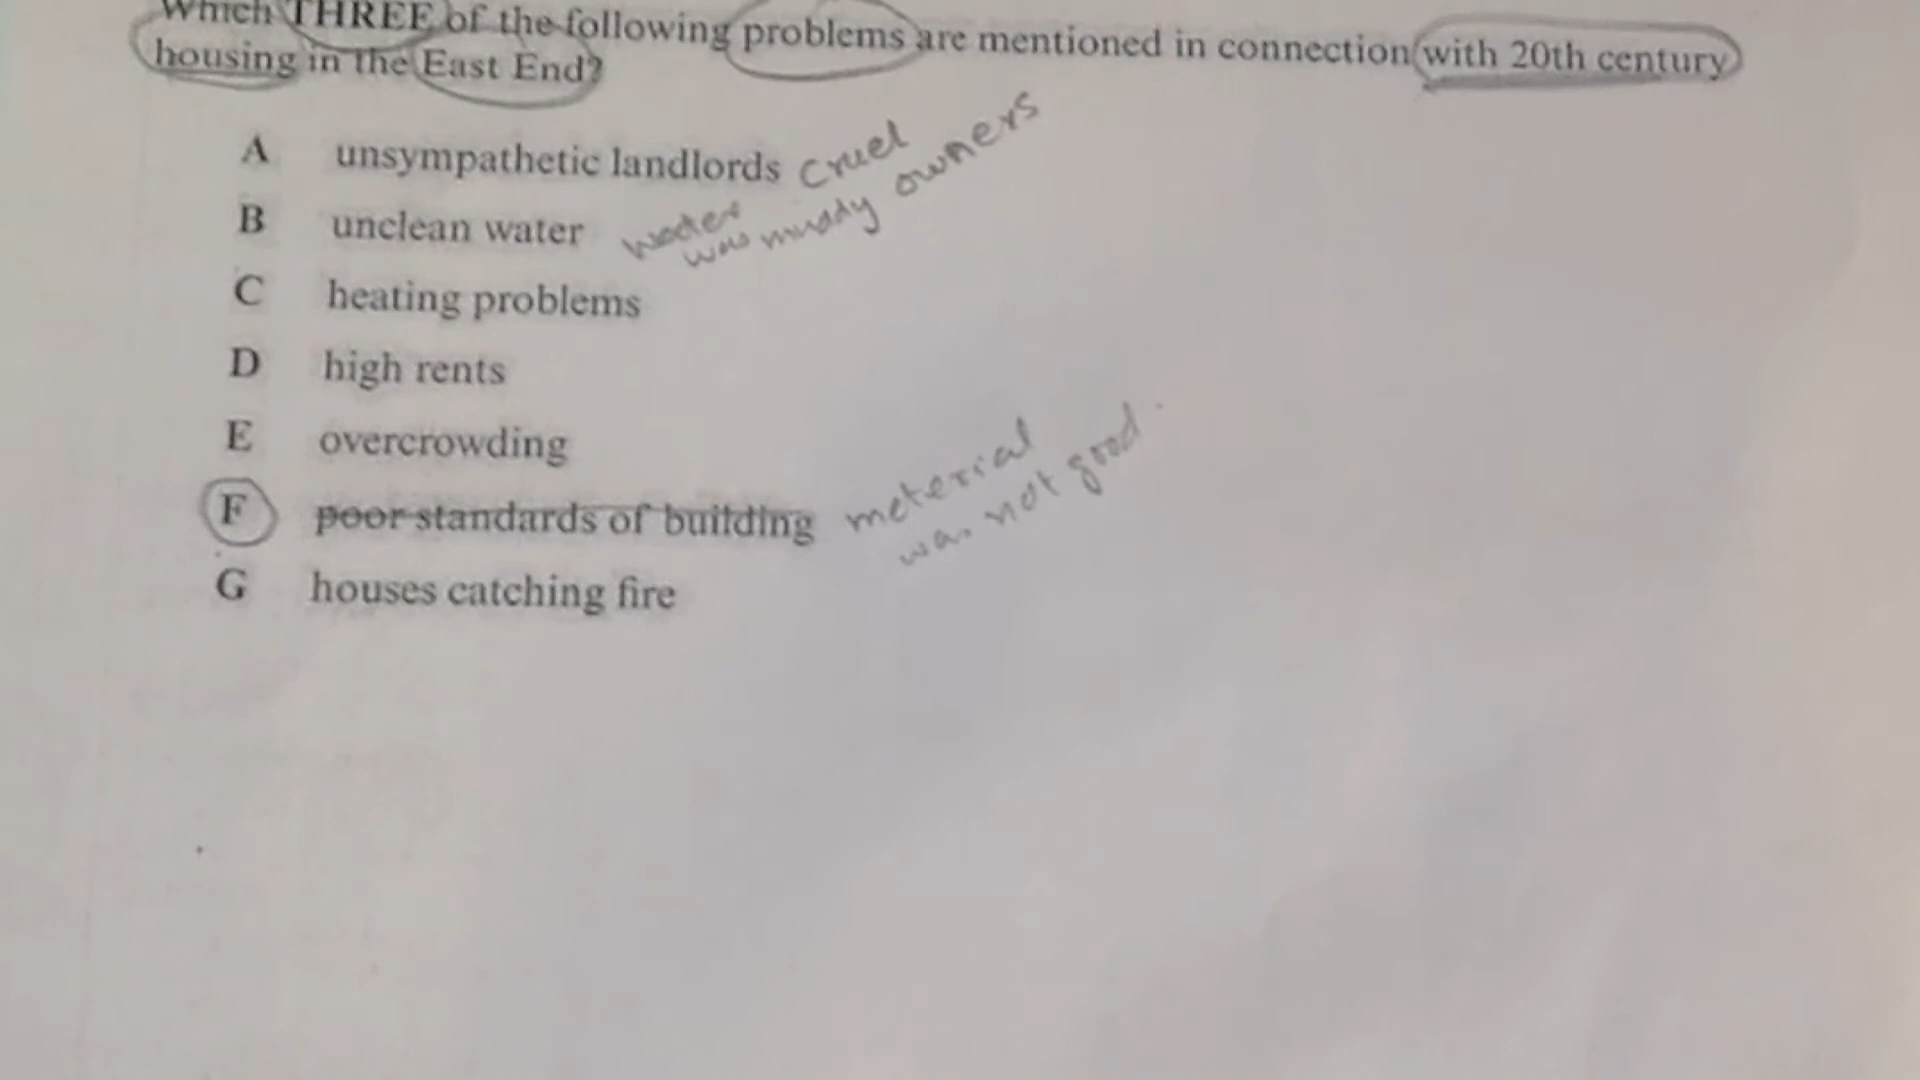 Which THREE of the following problems are mentioned in connection with 20th century
housing in the East End?
A unsympathetic landlords cruel owners
B unclean water water
was muddy
C heating problems
D high rents
E overcrowding
F poor standards of building meterial
was not good.
G houses catching fire